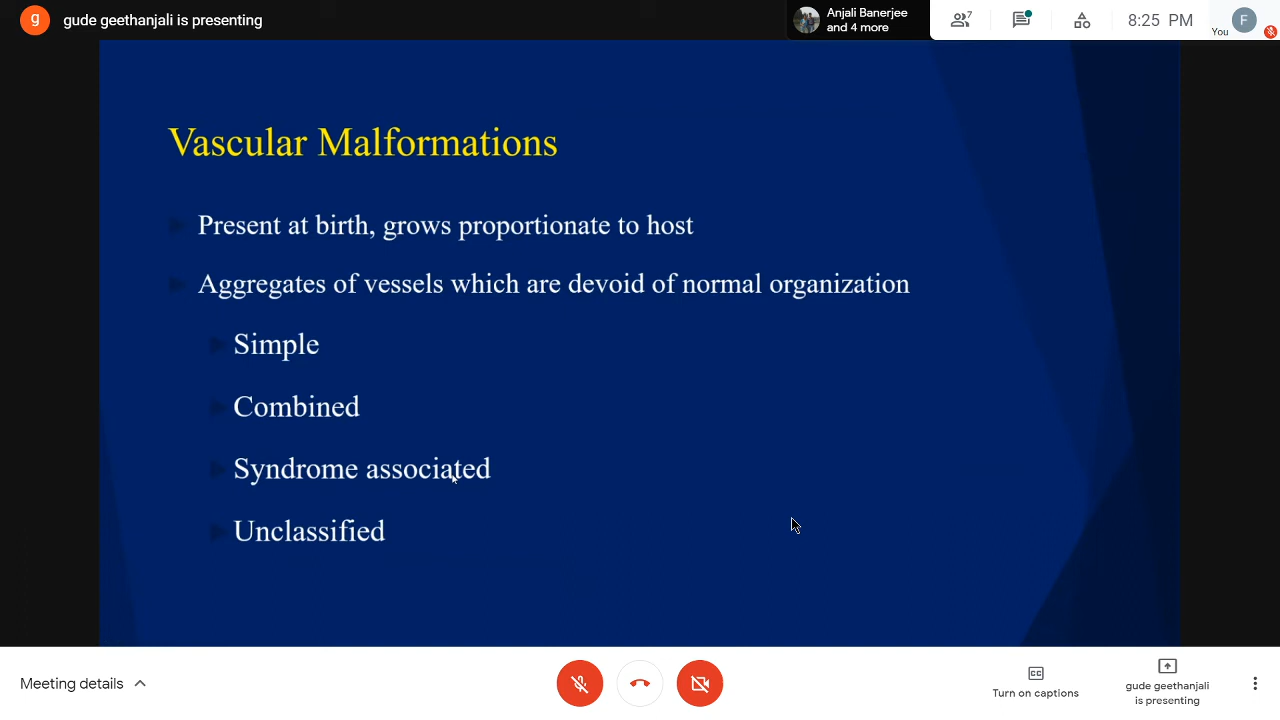 g gude geethanjali is presenting
Anjali Banerjee
and 4 more
7
8:25 PM
You
F
Vascular Malformations
Present at birth, grows proportionate to host
Aggregates of vessels which are devoid of normal organization
Simple
Combined
Syndrome associated
Unclassified
Meeting details
CC
Turn on captions
gude geethanjali
is presenting